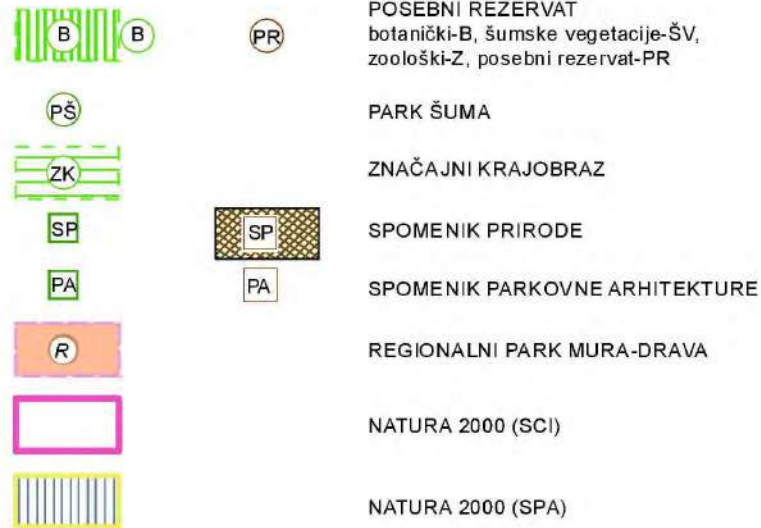 B B PR POSEBNI REZERVAT
botanički-B, šumske vegetacije-ŠV,
zoološki-Z, posebni rezervat-PR
PŠ PARK ŠUMA
ZK ZNAČAJNI KRAJOBRAZ
SP SP SPOMENIK PRIRODE
PA PA SPOMENIK PARKOVNE ARHITEKTURE
R REGIONALNI PARK MURA-DRAVA
NATURA 2000 (SCI)
NATURA 2000 (SPA)